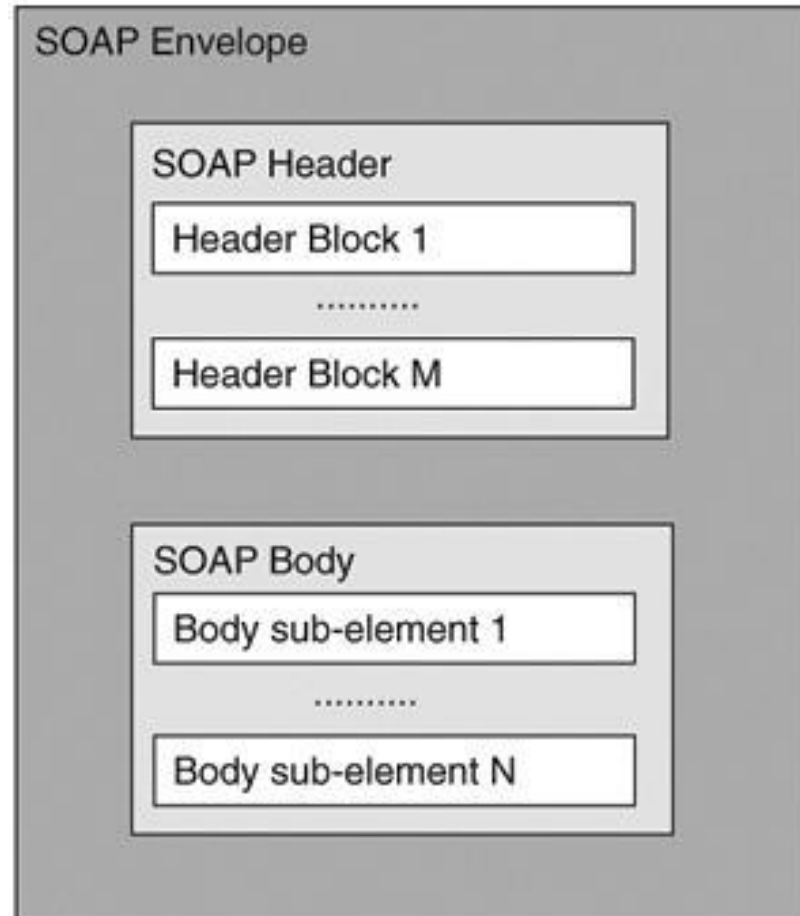 SOAP Envelope
SOAP Header
Header Block 1
..........
Header Block M
SOAP Body
Body sub-element 1
..........
Body sub-element N